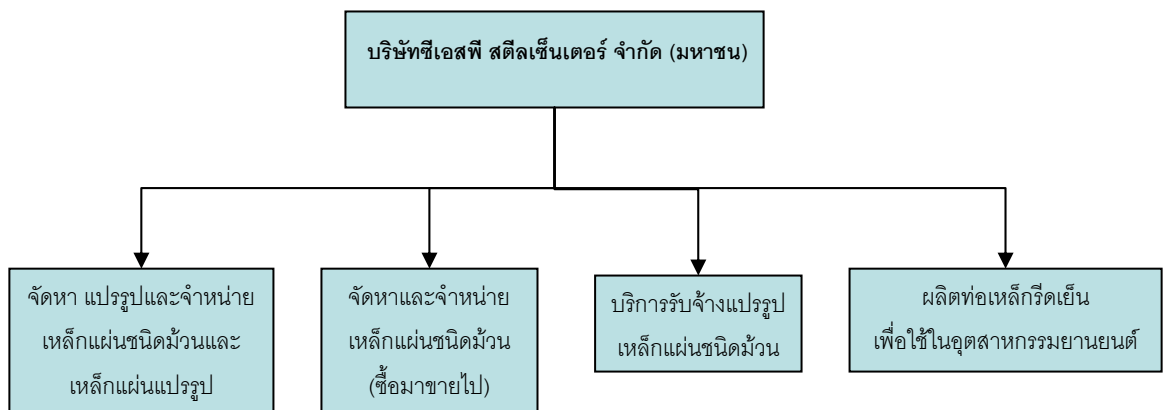 บริษัทซีเอสพี สตีลเซ็นเตอร์ จำกัด (มหาชน)
จัดหา แปรรูปและจำหน่าย
เหล็กแผ่นชนิดม้วนและ
เหล็กแผ่นแปรรูป
จัดหาและจำหน่าย
เหล็กแผ่นชนิดม้วน
(ซื้อมาขายไป)
บริการรับจ้างแปรรูป
เหล็กแผ่นชนิดม้วน
ผลิตท่อเหล็กรีดเย็น
เพื่อใช้ในอุตสาหกรรมยานยนต์